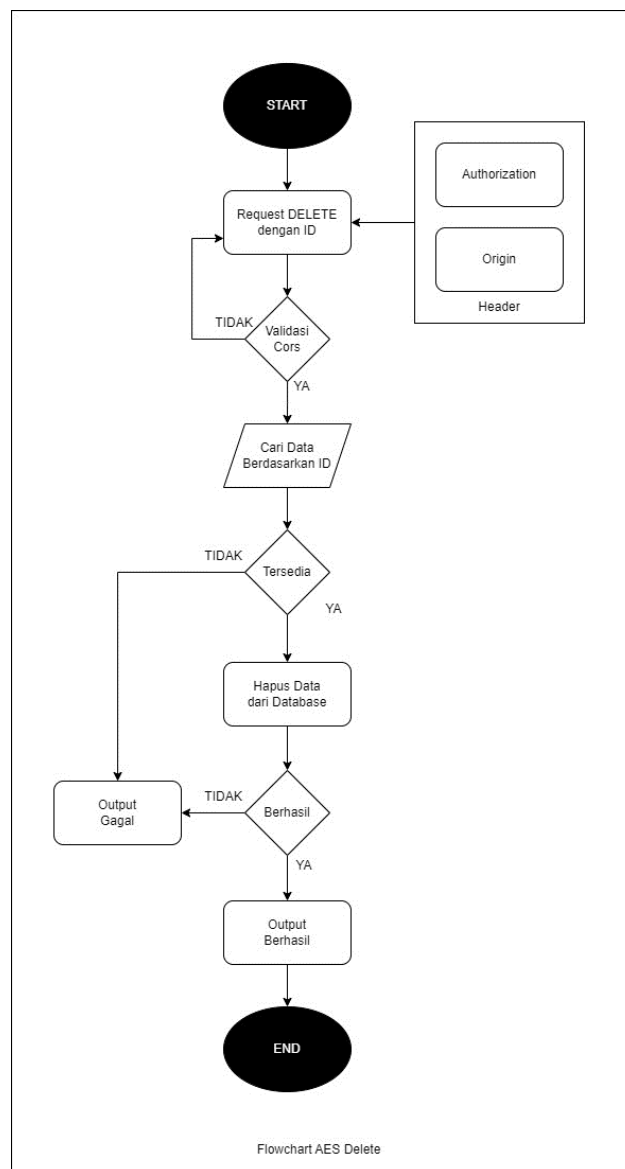 START
Authorization
Request DELETE
dengan ID
Origin
Header
TIDAK
Validasi
Cors
YA
Cari Data
Berdasarkan ID
TIDAK
Tersedia
YA
Hapus Data
dari Database
TIDAK
Berhasil
Output
Gagal
YA
Output
Berhasil
END
Flowchart AES Delete